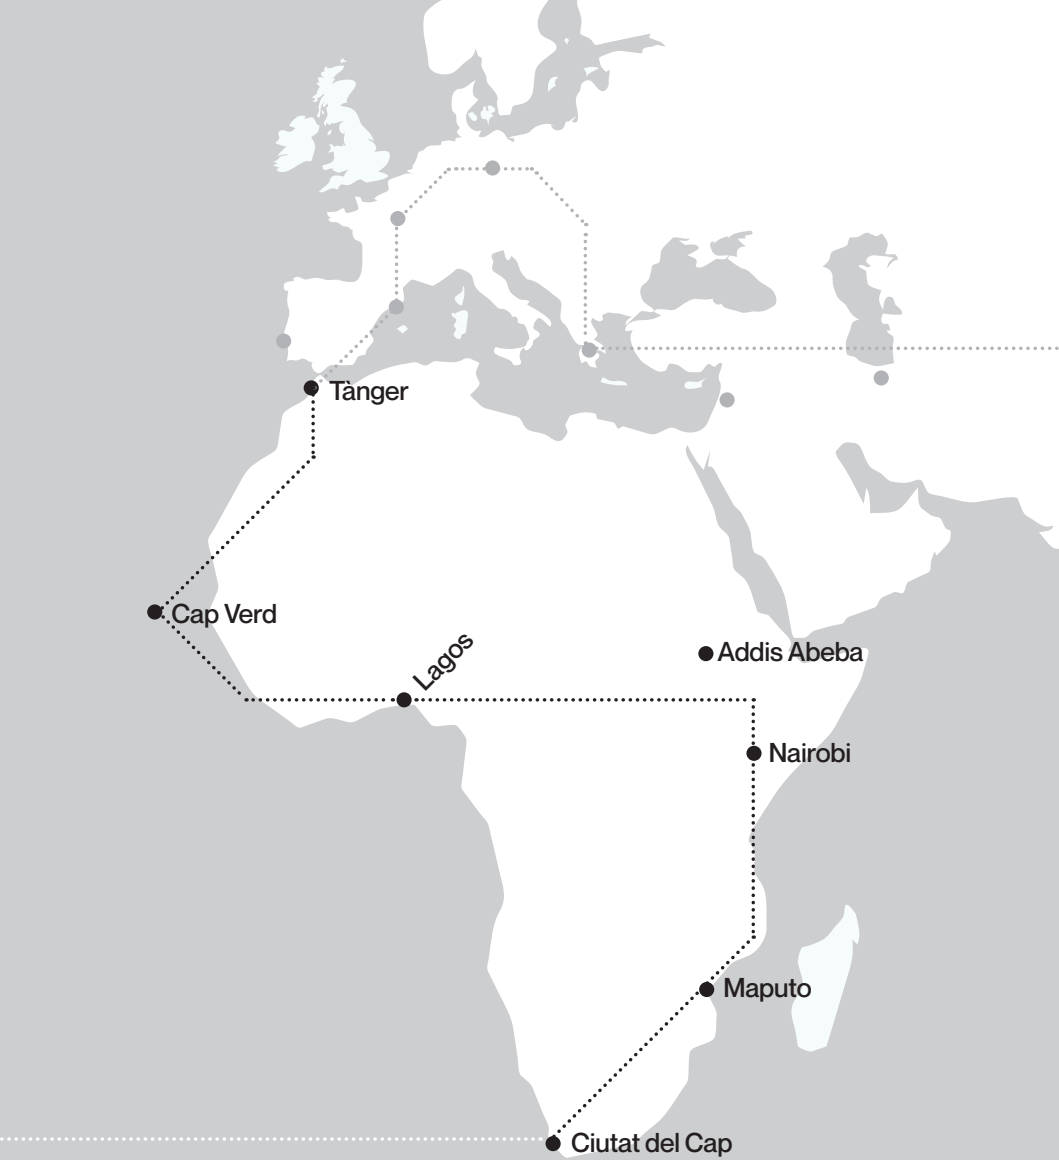 Tànger
Cap Verd
Lagos
Addis Abeba
Nairobi
Maputo
Ciutat del Cap